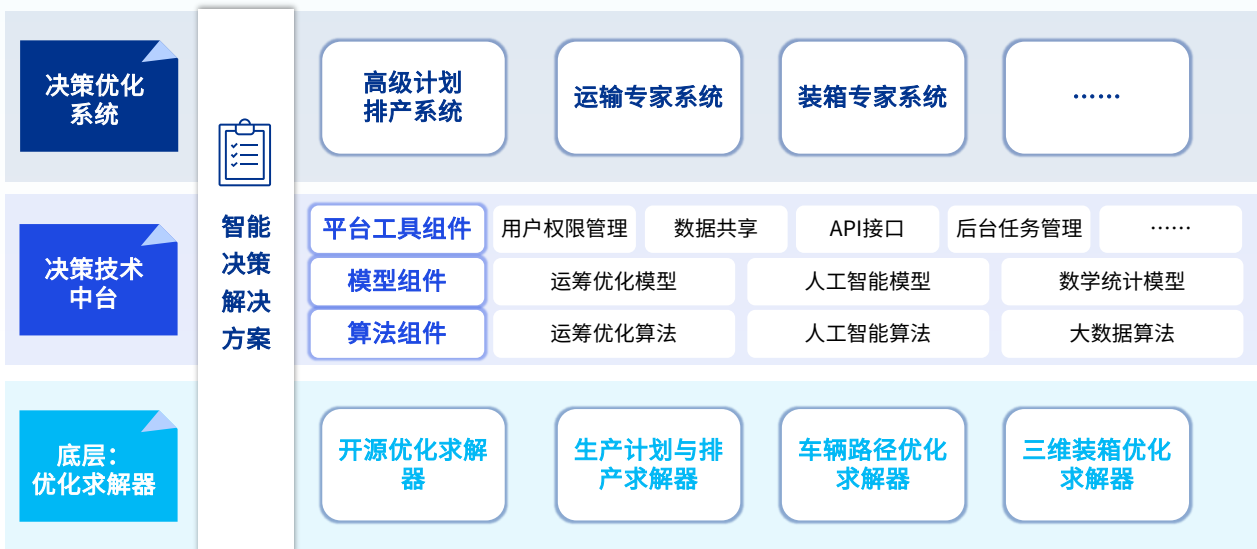 决策优化
系统
高级计划
排产系统
运输专家系统
装箱专家系统
……
智能
决策
解决
方案
决策技术
中台
平台工具组件
用户权限管理
数据共享
API接口
后台任务管理
……
模型组件
运筹优化模型
人工智能模型
数学统计模型
算法组件
运筹优化算法
人工智能算法
大数据算法
底层：
优化求解器
开源优化求解
器
生产计划与排
产求解器
车辆路径优化
求解器
三维装箱优化
求解器